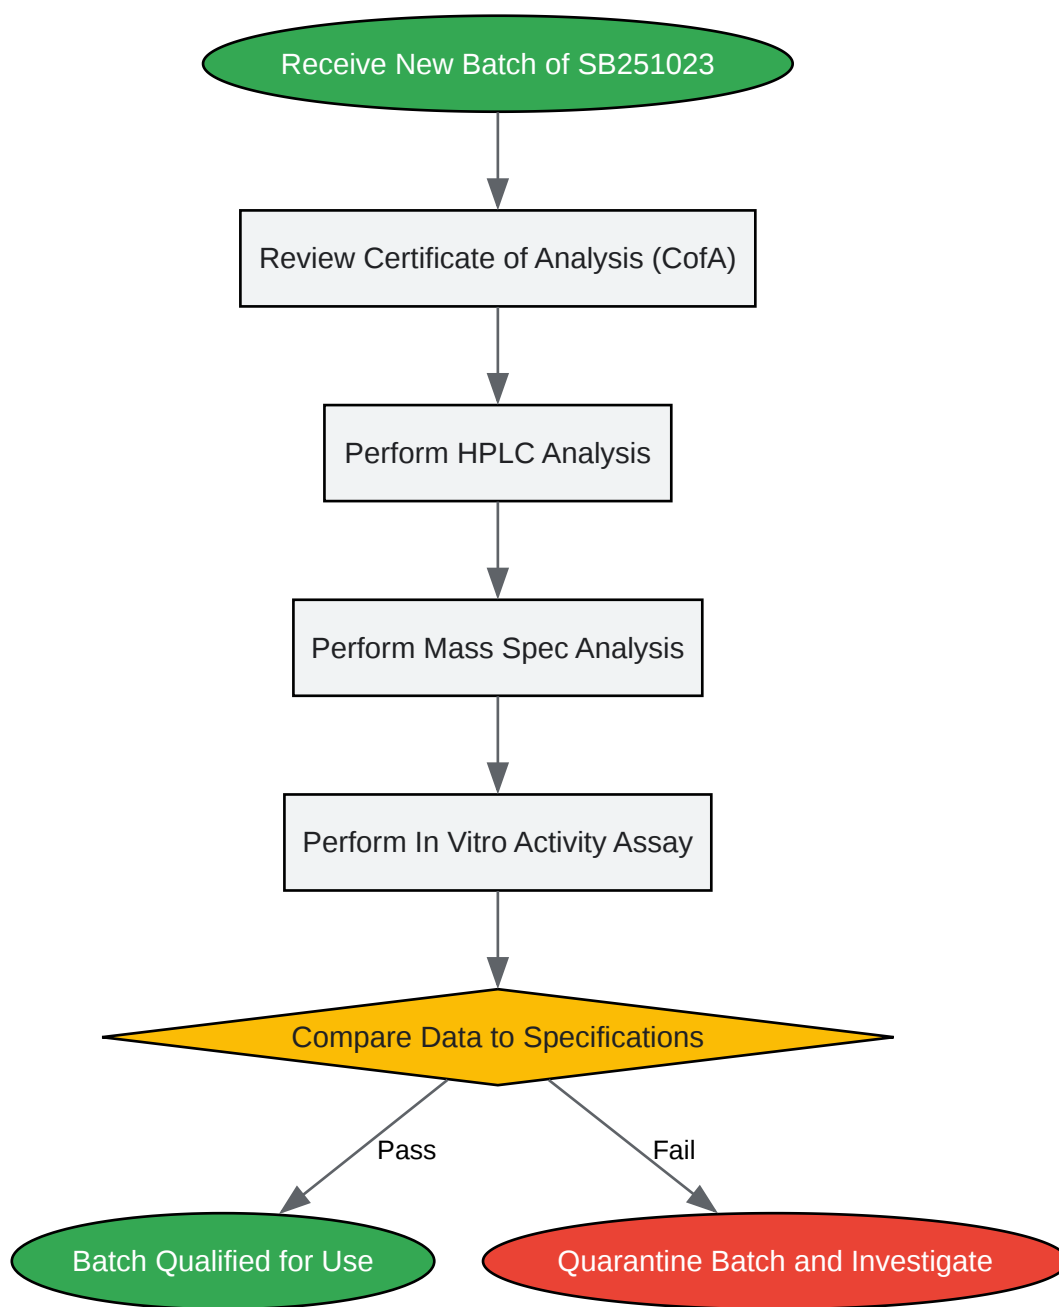 Receive New Batch of SB251023
Review Certificate of Analysis (CofA)
Perform HPLC Analysis
Perform Mass Spec Analysis
Perform In Vitro Activity Assay
Compare Data to Specifications
Pass
Fail
Batch Qualified for Use
Quarantine Batch and Investigate